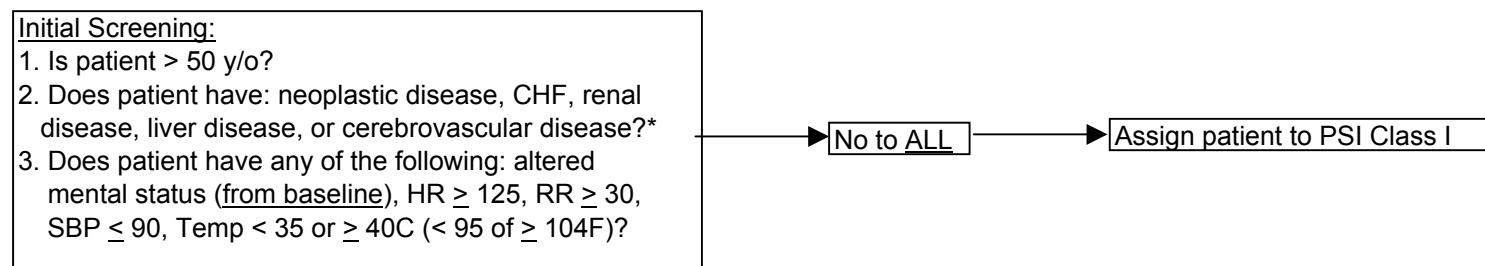 Initial Screening:
1. Is patient > 50 y/o?
2. Does patient have: neoplastic disease, CHF, renal
disease, liver disease, or cerebrovascular disease?*
3. Does patient have any of the following: altered
mental status (from baseline), HR ≥ 125, RR ≥ 30,
SBP ≤ 90, Temp < 35 or ≥ 40C (< 95 of ≥ 104F)?
No to ALL
Assign patient to PSI Class I